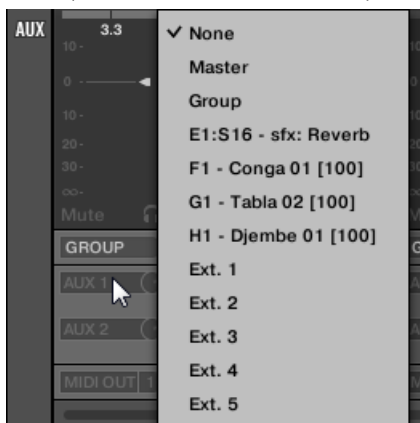 AUX
3.3
10-
0
10-
20-
30-
∞-
Mute
GROUP
AUX 1
AUX 2
MIDI OUT 1
✓ None
Master
Group
E1:S16 - sfx: Reverb
F1 - Conga 01 [100]
G1 - Tabla 02 [100]
H1 - Djembe 01 [100]
Ext. 1
Ext. 2
Ext. 3
Ext. 4
Ext. 5